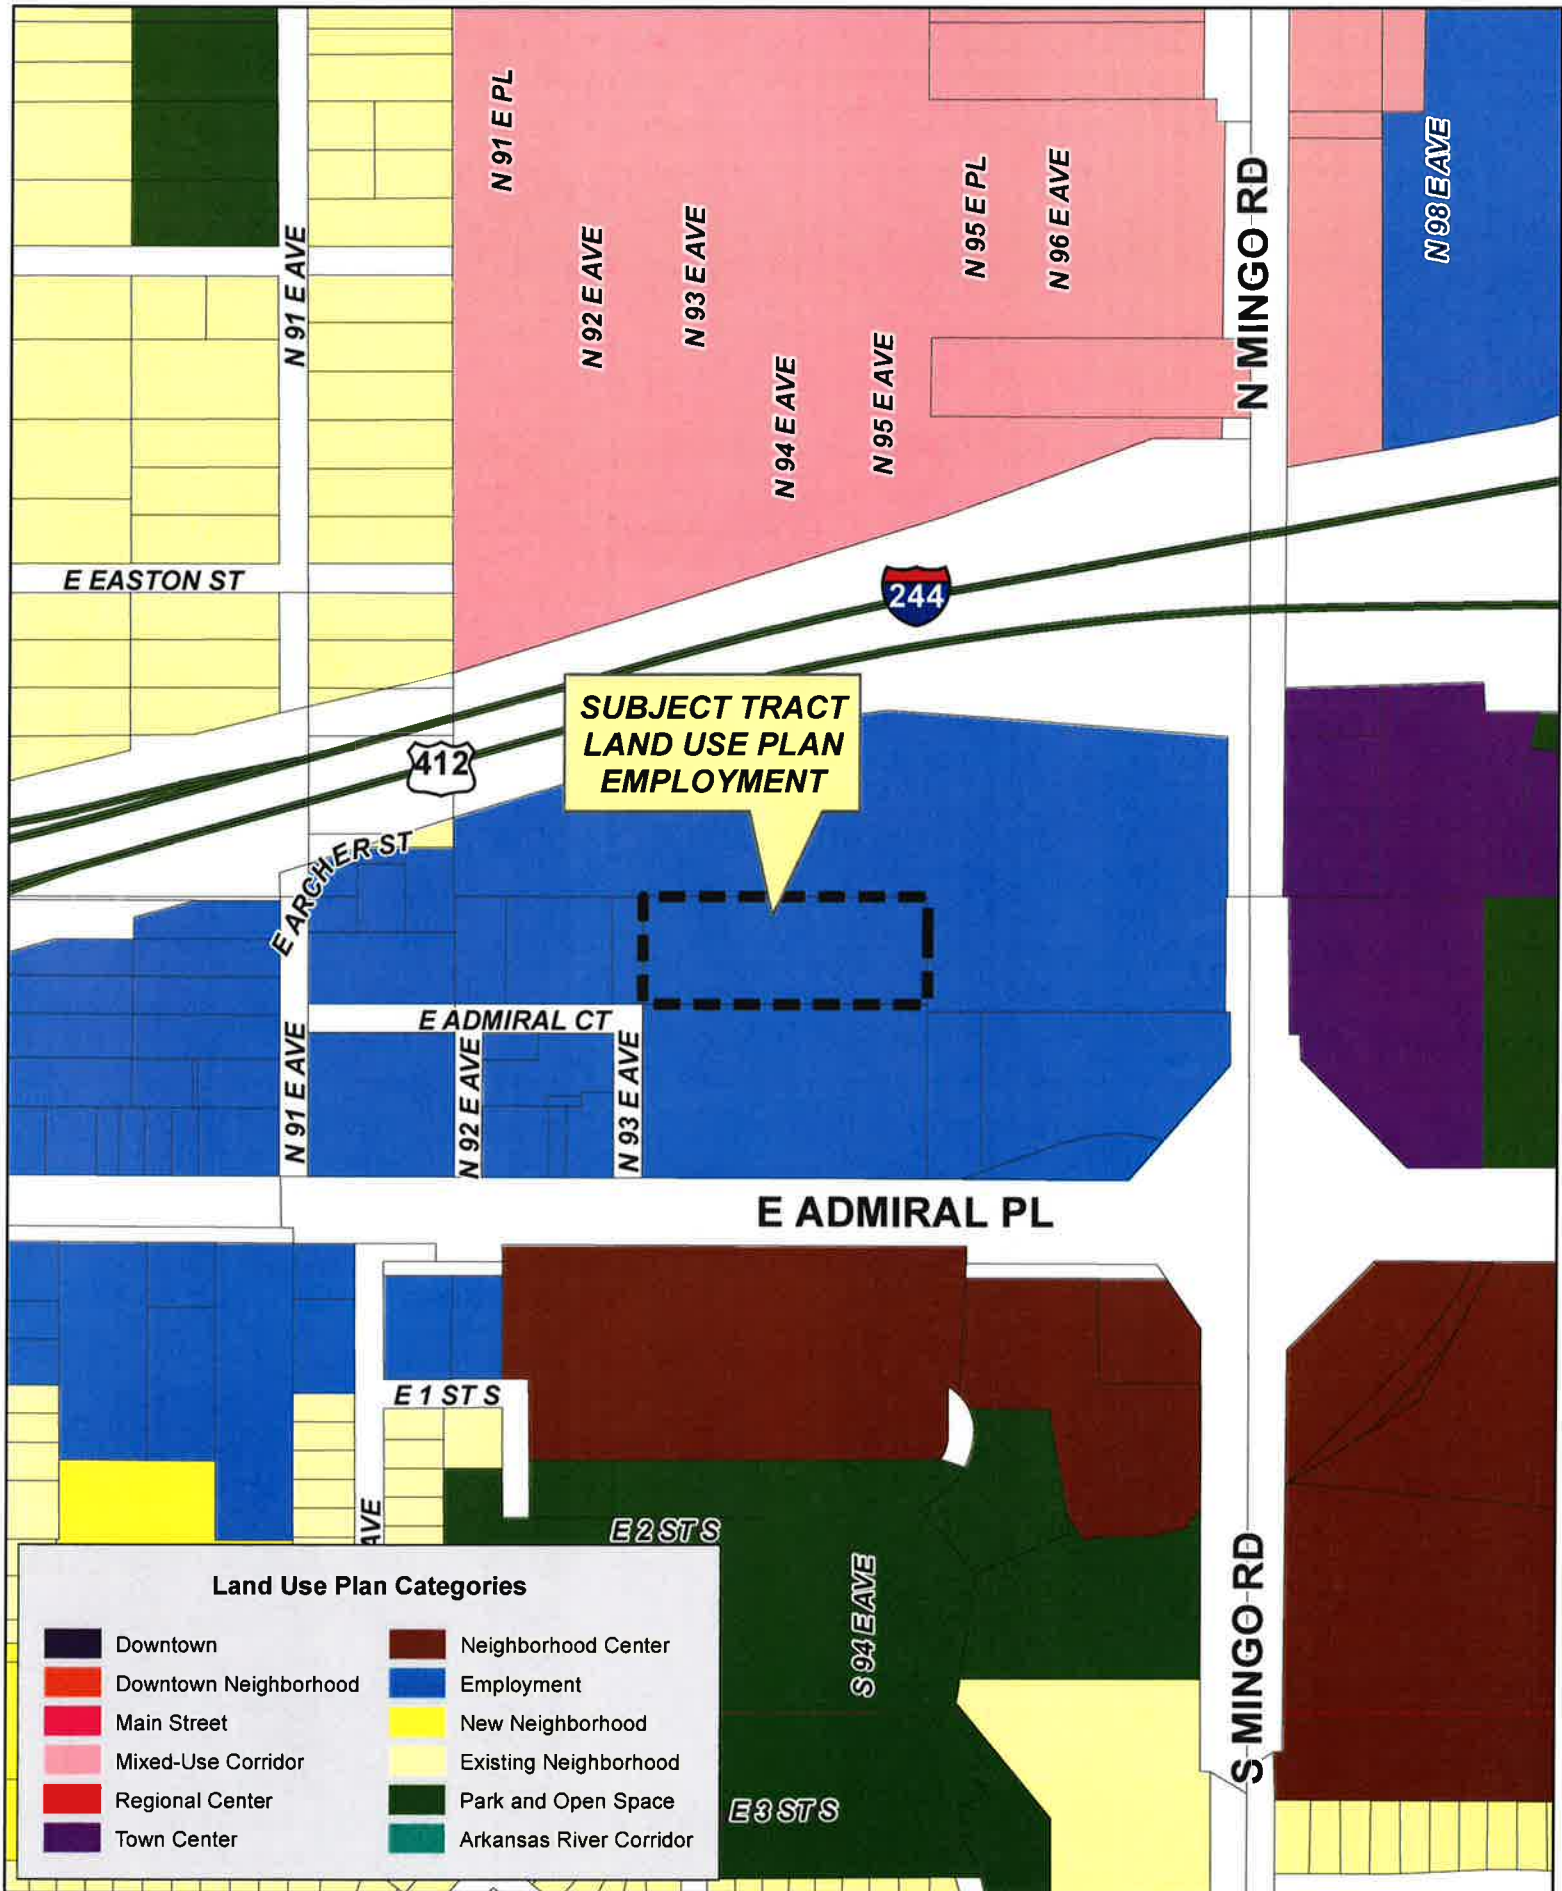 N 91 E PL
N 92 E AVE
N 93 E AVE
N 94 E AVE
N 95 E AVE
N 95 E PL
N 96 E AVE
N MINGO RD
N 98 E AVE
N 91 E AVE
E EASTON ST
244
412
SUBJECT TRACT
LAND USE PLAN
EMPLOYMENT
E ARCHER ST
E ADMIRAL CT
N 91 E AVE
N 92 E AVE
N 93 E AVE
E ADMIRAL PL
E 1 ST S
AVE
E 2 ST S
S 94 E AVE
S MINGO RD
E 3 ST S
Land Use Plan Categories
Downtown
Downtown Neighborhood
Main Street
Mixed-Use Corridor
Regional Center
Town Center
Neighborhood Center
Employment
New Neighborhood
Existing Neighborhood
Park and Open Space
Arkansas River Corridor